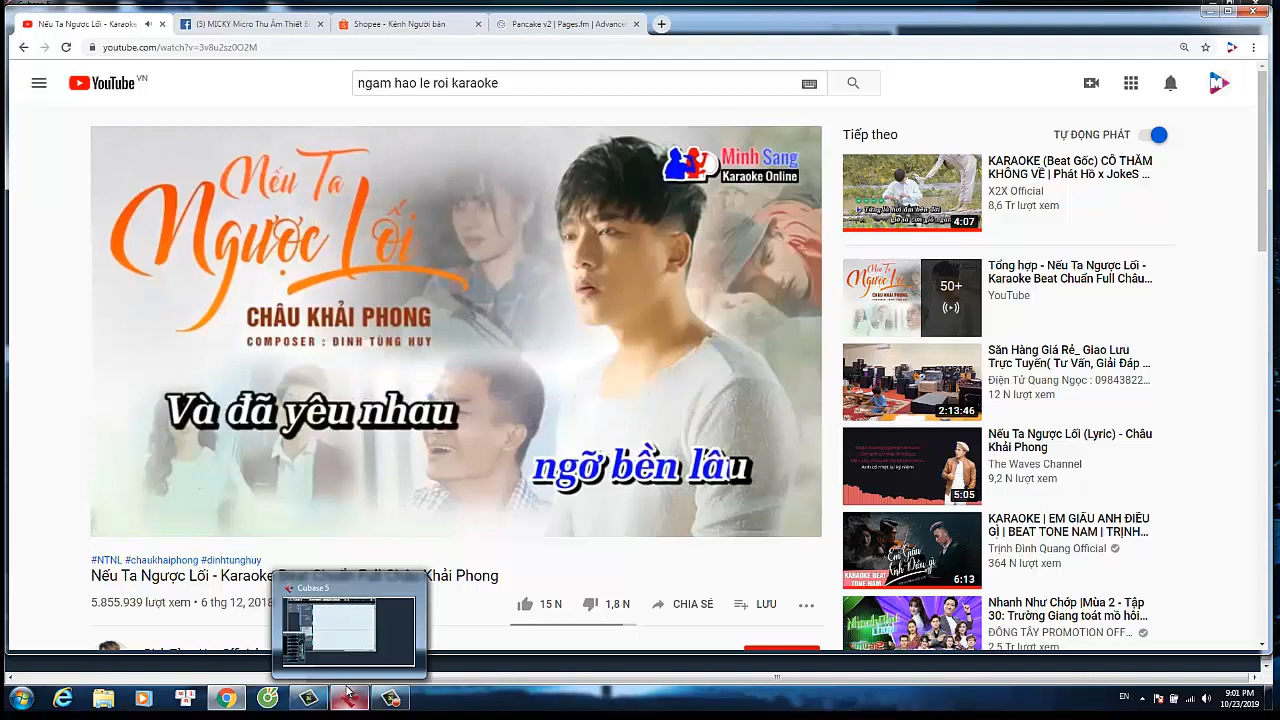 Nếu Ta Ngược Lối - Karaoke
(5) MICKY Micro Thu Âm Thiết B
Shopee - Kênh Người bán
Pancake v2 | Pages.fm | Advance
youtube.com/watch?v=3v8u2sz0O2M
YouTube VN
ngam hao le roi karaoke
Nếu Ta
Ngược Lối
CHÂU KHẢI PHONG
COMPOSER : ĐINH TÙNG HUY
Minh Sang
Karaoke Online
Và đã yêu nhau
ngỡ bền lâu
#NTNL #chaukhaiphong #dinhtunghuy
Nếu Ta Ngược Lối - Karaoke
Khải Phong
5.855.939 lượt xem • 6 thg 12, 2018
15 N
1,8 N
CHIA SẺ
LƯU
Cubase 5
Tiếp theo
TỰ ĐỘNG PHÁT
4:07
KARAOKE (Beat Gốc) CÔ THẮM
KHÔNG VỀ | Phát Hồ x JokeS ...
X2X Official
8,6 Tr lượt xem
50+
Tổng hợp - Nếu Ta Ngược Lối -
Karaoke Beat Chuẩn Full Châu...
YouTube
2:13:46
Săn Hàng Giá Rẻ_ Giao Lưu
Trực Tuyến( Tư Vấn, Giải Đáp ...
Điện Tử Quang Ngọc : 09843822...
12 N lượt xem
5:05
Nếu Ta Ngược Lối (Lyric) - Châu
Khải Phong
The Waves Channel
9,2 N lượt xem
KARAOKE BEAT
TONE NAM
6:13
KARAOKE | EM GIẤU ANH ĐIỀU
GÌ | BEAT TONE NAM | TRỊNH...
Trịnh Đình Quang Official
364 N lượt xem
Nhanh Như Chớp |Mùa 2 - Tập
30: Trường Giang toát mồ hôi...
ĐÔNG TÂY PROMOTION OFF...
2,5 Tr lượt xem
EN
9:01 PM
10/23/2019